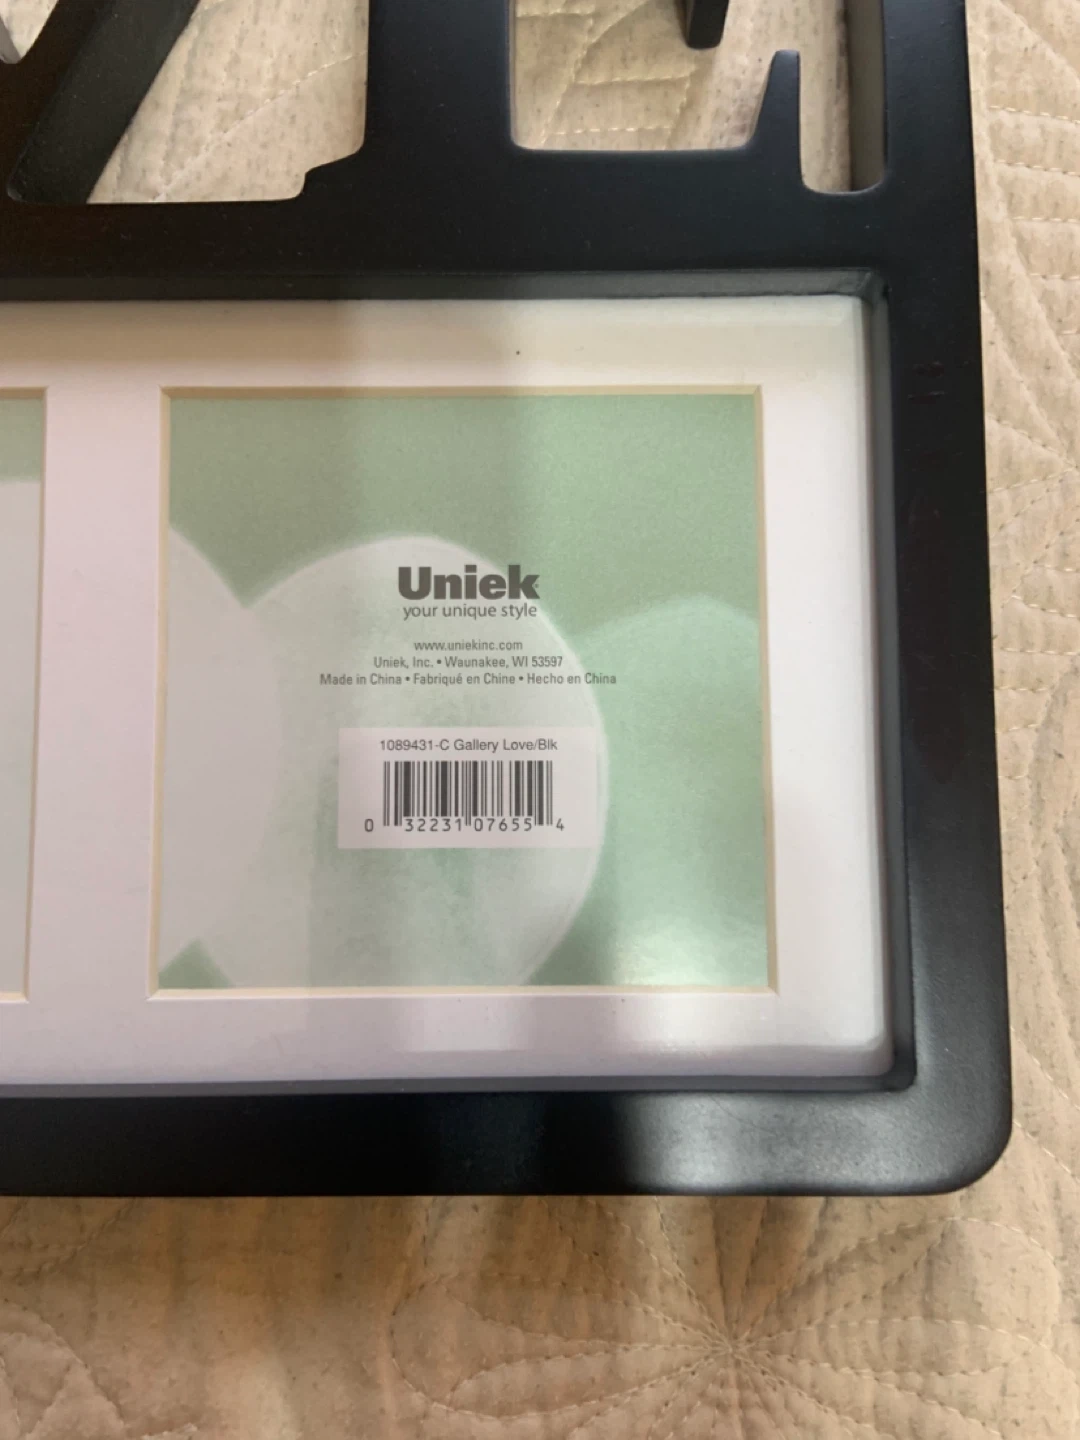 Uniek
your unique style
www.uniekinc.com
Uniek, Inc. • Waunakee, WI 53597
Made in China • Fabriqué en Chine • Hecho en China
1089431-C Gallery Love/Blk
0 32231 07655 4